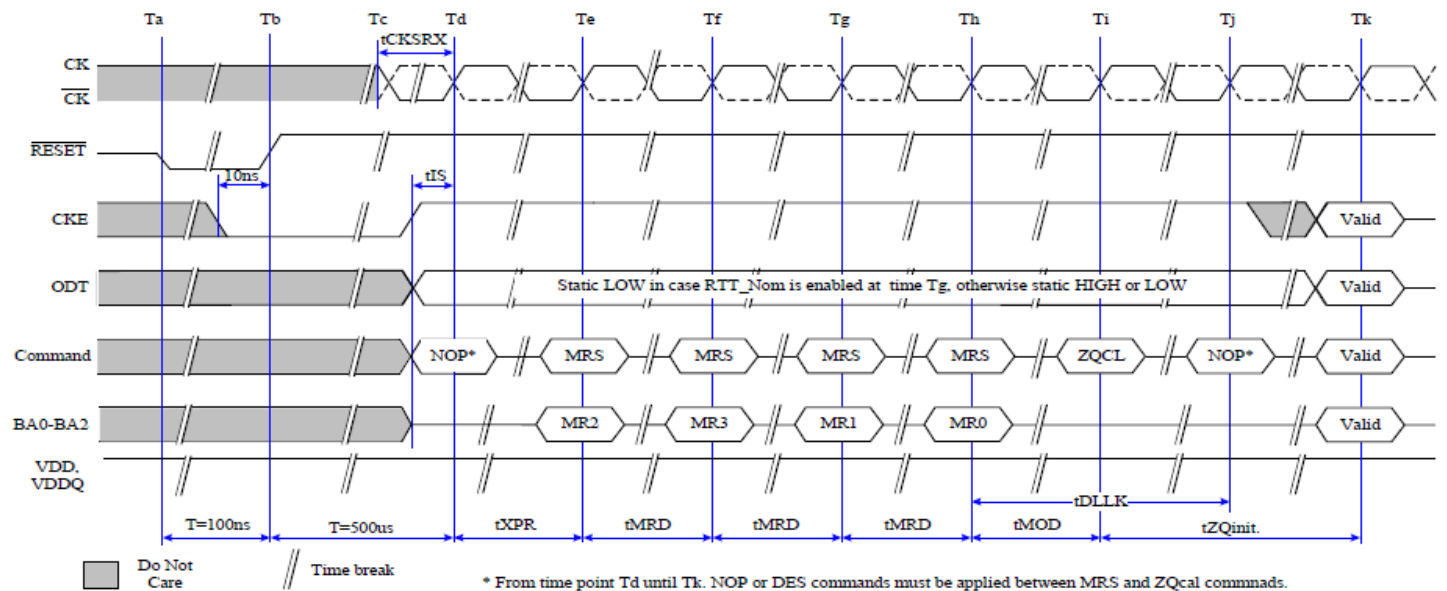 Ta Tb Tc Td Te Tf Tg Th Ti Tj Tk
tCKSRX
CK
CK
RESET
10ns tIS
CKE Valid
ODT Static LOW in case RTT_Nom is enabled at time Tg, otherwise static HIGH or LOW Valid
Command NOP* MRS MRS MRS MRS ZQCL NOP* Valid
BA0-BA2 MR2 MR3 MR1 MR0 Valid
VDD,
VDDQ
tDLLK
T=100ns T=500us tXPR tMRD tMRD tMRD tMOD tZQinit.
Do Not
Care
Time break
* From time point Td until Tk. NOP or DES commands must be applied between MRS and ZQcal commnads.